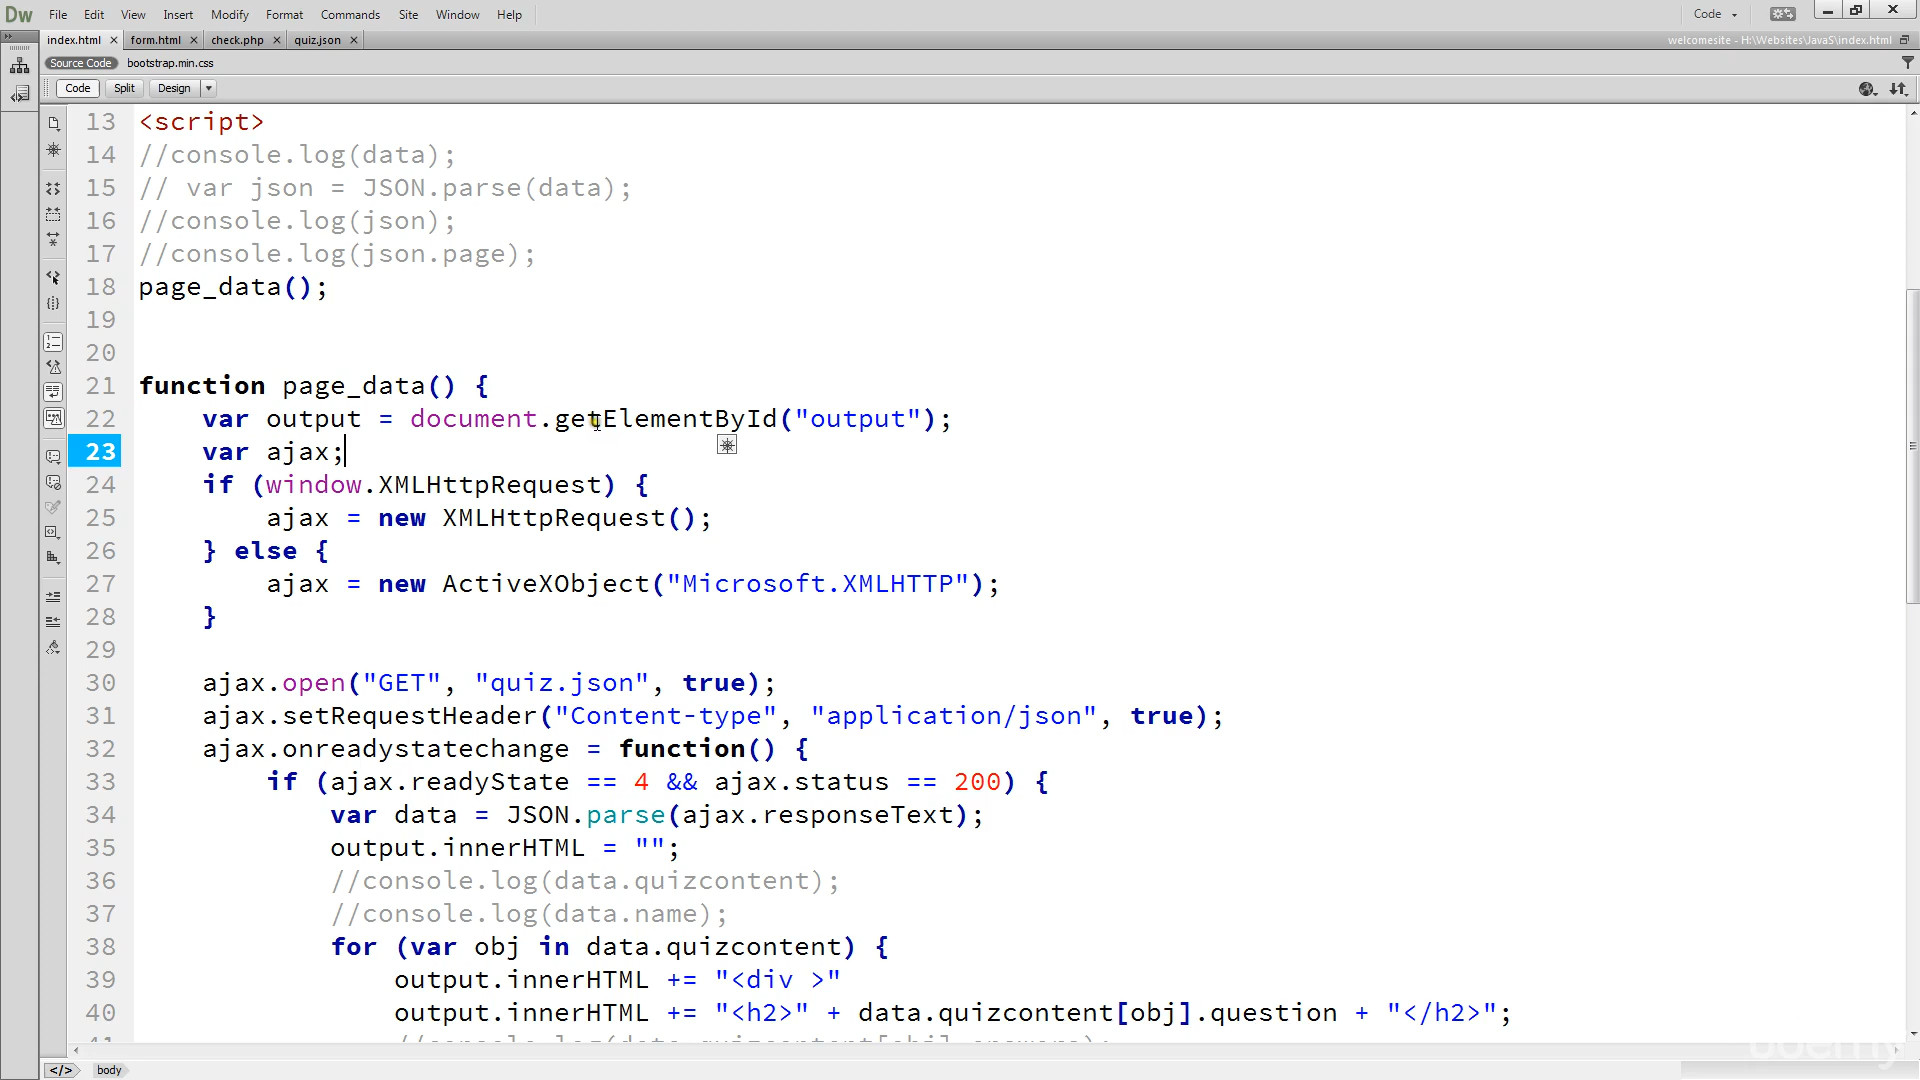 Dw File Edit View Insert Modify Format Commands Site Window Help Code
index.html form.html check.php quiz.json welcomesite - H:\Websites\JavaS\index.html
Source Code bootstrap.min.css
Code Split Design
13 <script>
14 //console.log(data);
15 // var json = JSON.parse(data);
16 //console.log(json);
17 //console.log(json.page);
18 page_data();
19
20
21 function page_data() {
22 var output = document.getElementById("output");
23 var ajax;
24 if (window.XMLHttpRequest) {
25 ajax = new XMLHttpRequest();
26 } else {
27 ajax = new ActiveXObject("Microsoft.XMLHTTP");
28 }
29
30 ajax.open("GET", "quiz.json", true);
31 ajax.setRequestHeader("Content-type", "application/json", true);
32 ajax.onreadystatechange = function() {
33 if (ajax.readyState == 4 && ajax.status == 200) {
34 var data = JSON.parse(ajax.responseText);
35 output.innerHTML = "";
36 //console.log(data.quizcontent);
37 //console.log(data.name);
38 for (var obj in data.quizcontent) {
39 output.innerHTML += "<div >"
40 output.innerHTML += "<h2>" + data.quizcontent[obj].question + "</h2>";
</> body